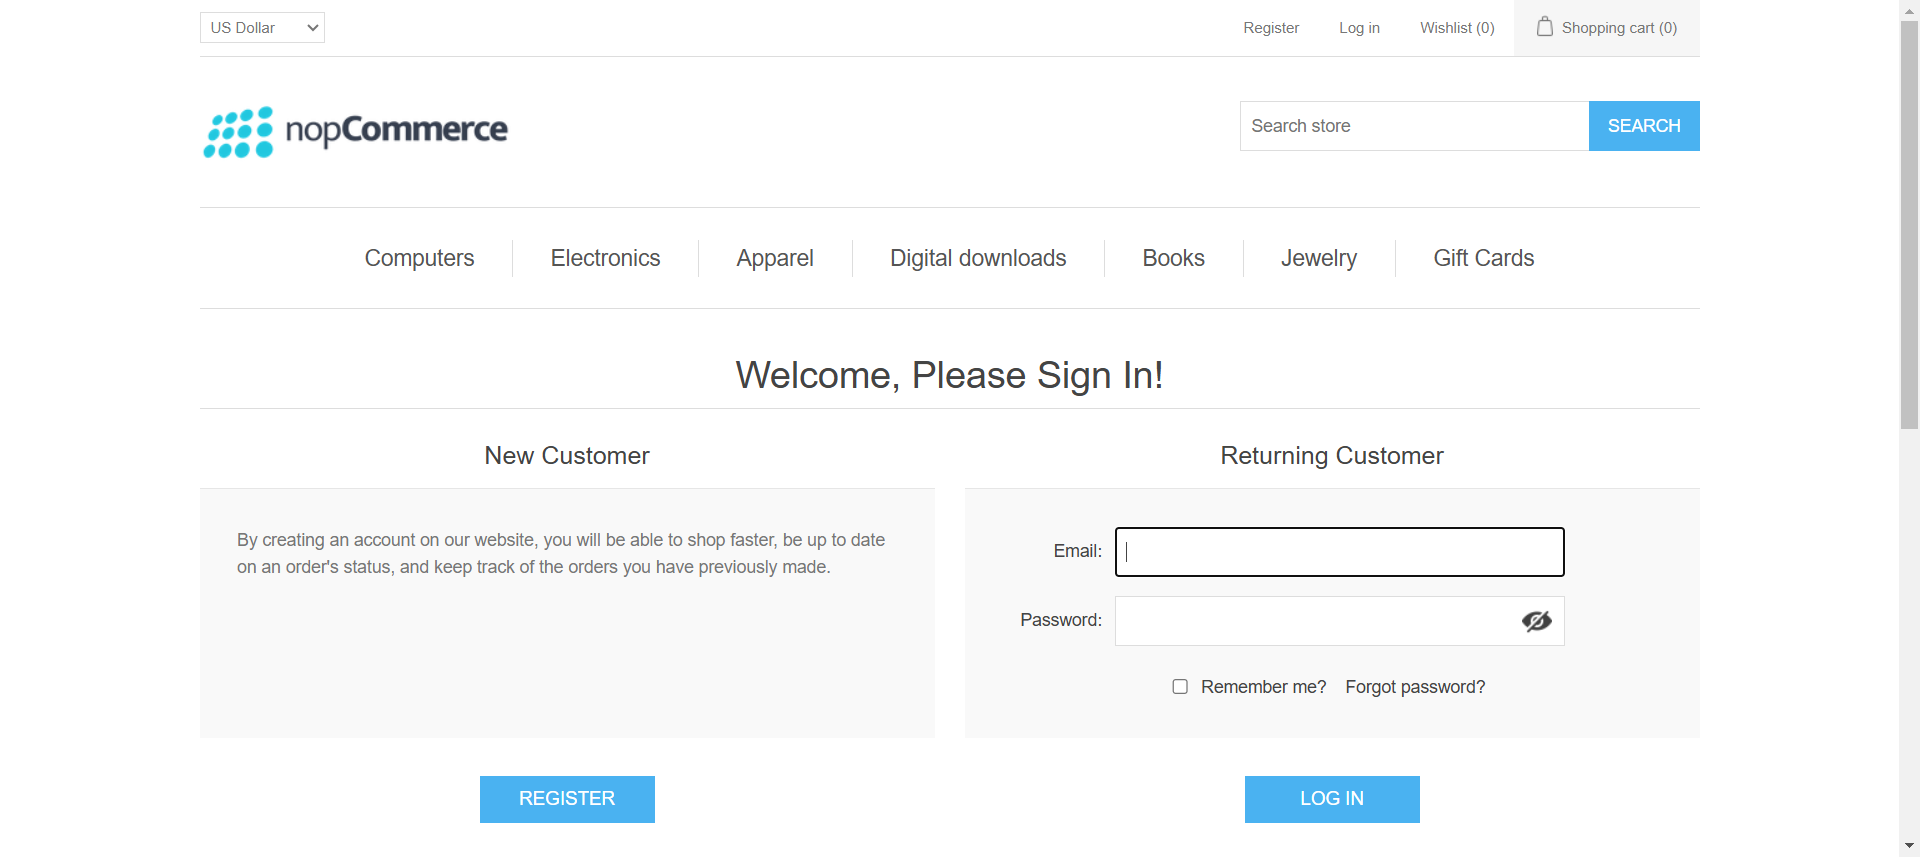 US Dollar
Register Log in Wishlist (0) Shopping cart (0)
nopCommerce
Search store SEARCH
Computers Electronics Apparel Digital downloads Books Jewelry Gift Cards
Welcome, Please Sign In!
New Customer
By creating an account on our website, you will be able to shop faster, be up to date
on an order's status, and keep track of the orders you have previously made.
REGISTER
Returning Customer
Email:
Password:
Remember me? Forgot password?
LOG IN